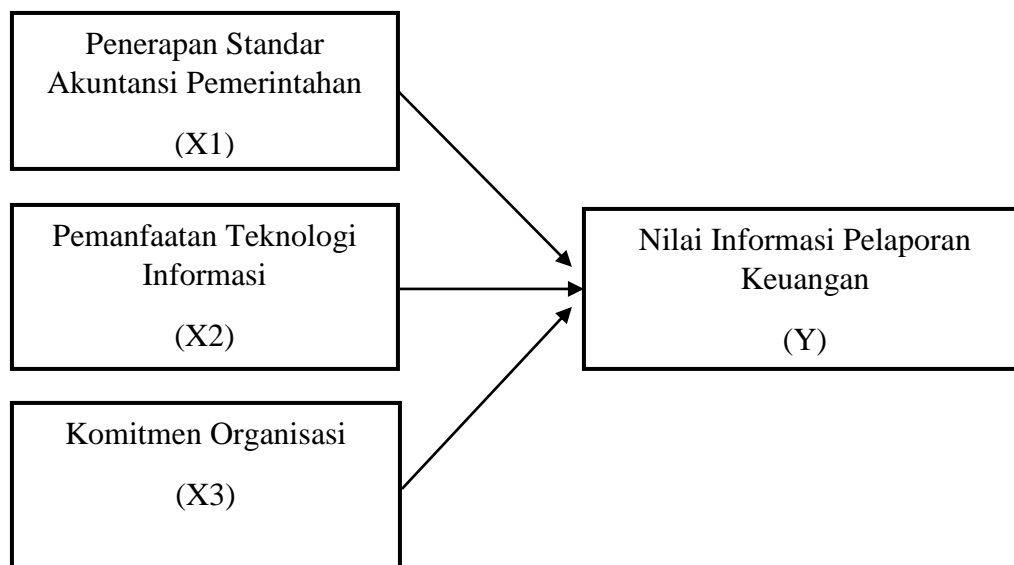 Penerapan Standar
Akuntansi Pemerintahan
(X1)
Pemanfaatan Teknologi
Informasi
(X2)
Komitmen Organisasi
(X3)
Nilai Informasi Pelaporan
Keuangan
(Y)